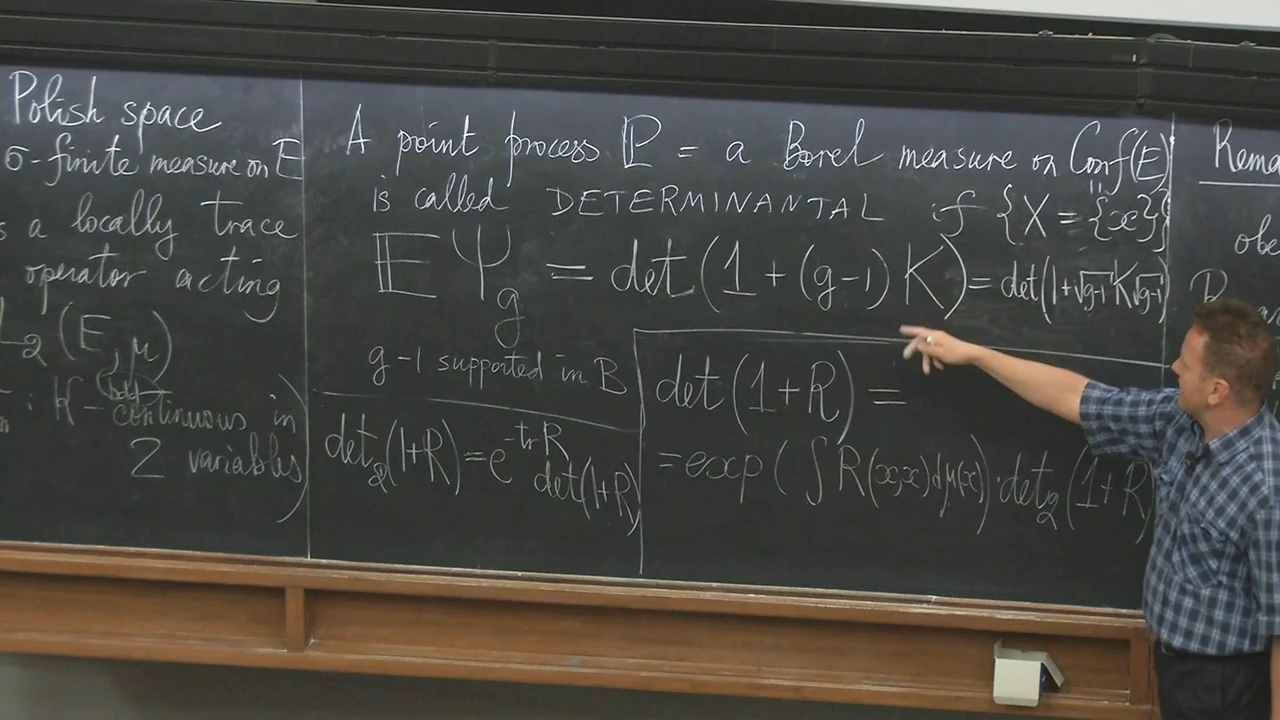 Polish space
σ-finite measure on E
s a locally trace
operator acting
L₂(E, μ)
: K - continuous in
2 variables)
A point process ℙ = a Borel measure on Conf(E)
is called DETERMINANTAL if {X = {x}}
𝔼Ψ_g = det(1 + (g-1)K) = det(1+√g-1 K√g-1)
g-1 supported in B
det₂(1+R) = e^{-tr R} det(1+R)
det(1+R) =
= exp(∫R(x,x)dμ(x))·det₂(1+R)
Rema
obe